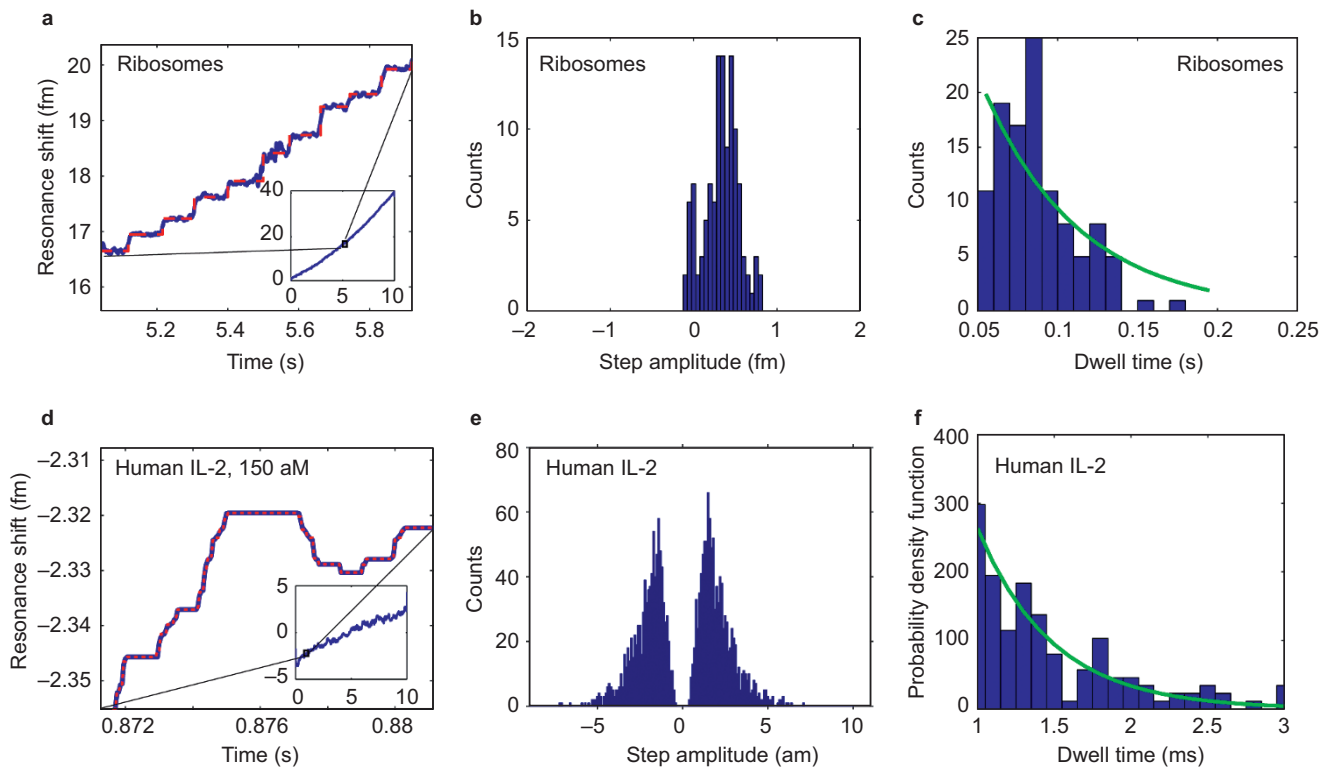 a
Ribosomes
Resonance shift (fm)
20
19
18
17
16
40
20
0
0
5
10
5.2
5.4
5.6
5.8
Time (s)
b
Ribosomes
Counts
15
10
5
0
−2
−1
0
1
2
Step amplitude (fm)
c
Ribosomes
Counts
25
20
15
10
5
0
0.05
0.1
0.15
0.2
0.25
Dwell time (s)
d
Human IL-2, 150 aM
Resonance shift (fm)
−2.31
−2.32
−2.33
−2.34
−2.35
5
0
−5
0
5
10
0.872
0.876
0.88
Time (s)
e
Human IL-2
Counts
80
60
40
20
0
−5
0
5
10
Step amplitude (am)
f
Human IL-2
Probability density function
400
300
200
100
0
1
1.5
2
2.5
3
Dwell time (ms)